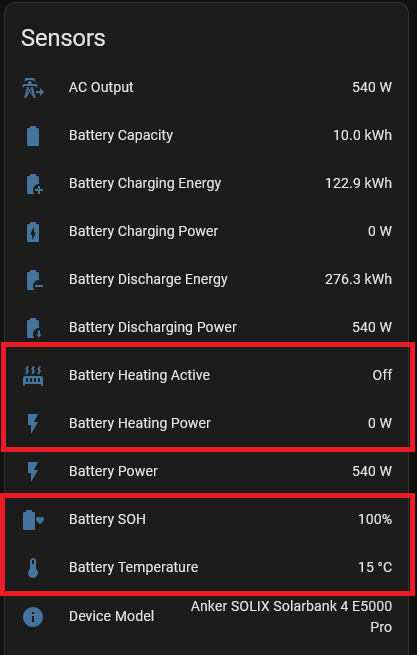 Sensors
AC Output 540 W
Battery Capacity 10.0 kWh
Battery Charging Energy 122.9 kWh
Battery Charging Power 0 W
Battery Discharge Energy 276.3 kWh
Battery Discharging Power 540 W
Battery Heating Active Off
Battery Heating Power 0 W
Battery Power 540 W
Battery SOH 100%
Battery Temperature 15 °C
Device Model Anker SOLIX Solarbank 4 E5000
Pro